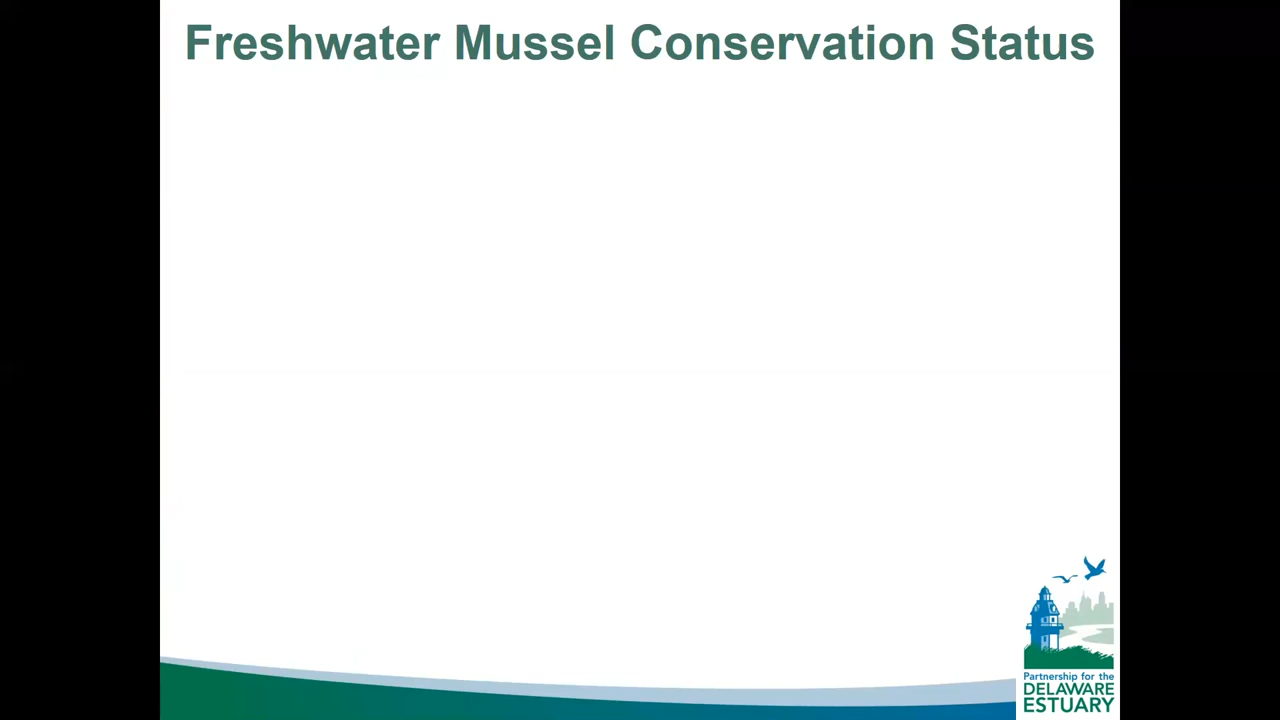 Freshwater Mussel Conservation Status
Partnership for the
DELAWARE
ESTUARY